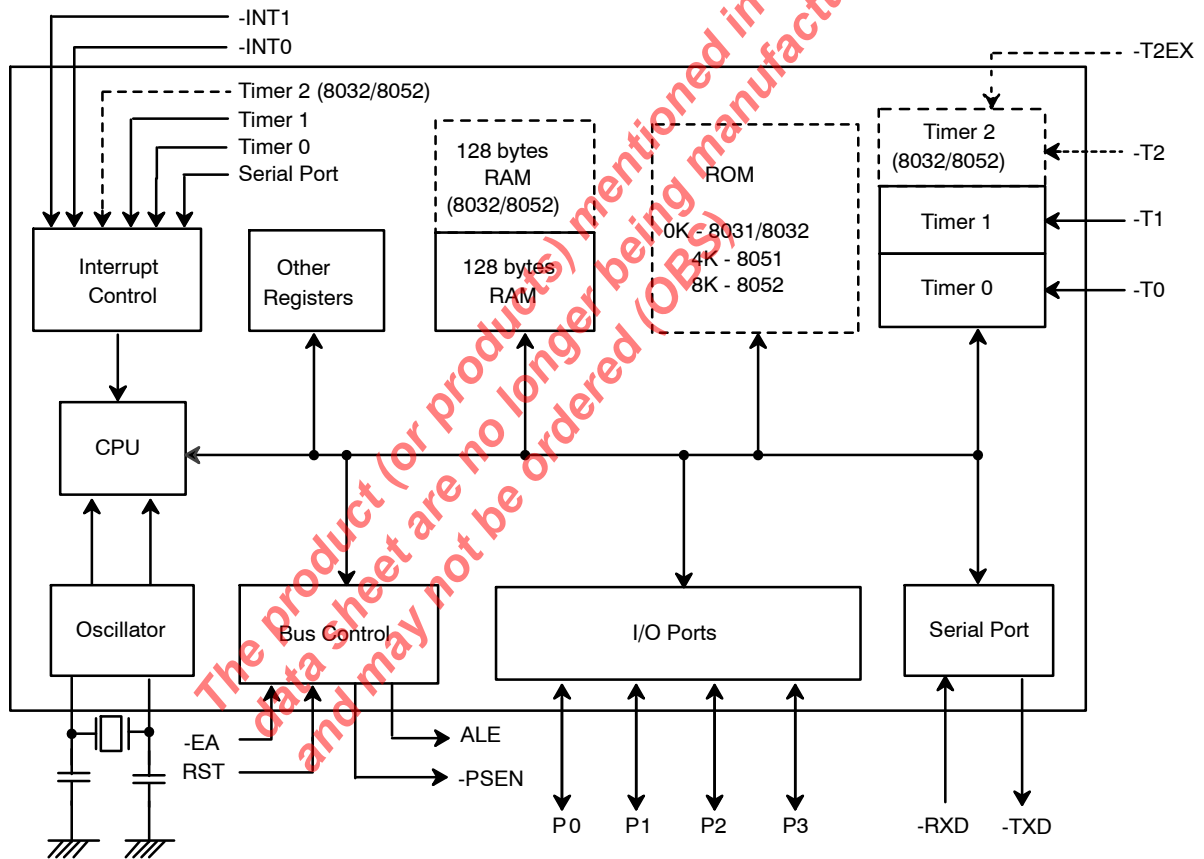 -INT1
-INT0
-T2EX
Timer 2 (8032/8052)
Timer 1
Timer 0
Serial Port
128 bytes
RAM
(8032/8052)
128 bytes
RAM
ROM
0K - 8031/8032
4K - 8051
8K - 8052
Timer 2
(8032/8052)
Timer 1
Timer 0
-T2
-T1
-T0
Interrupt
Control
Other
Registers
CPU
Oscillator
Bus Control
I/O Ports
Serial Port
-EA
RST
ALE
-PSEN
P0
P1
P2
P3
-RXD
-TXD
The product (or products) mentioned in
data sheet are no longer being manufactu
and may not be ordered (OBS)